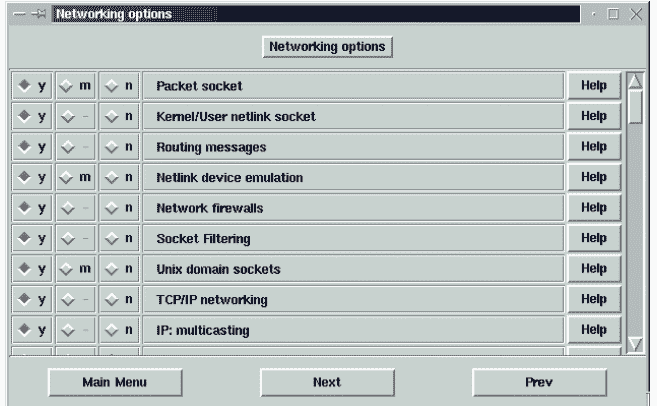 Networking options
Networking options
y m n Packet socket Help
y - n Kernel/User netlink socket Help
y - n Routing messages Help
y m n Netlink device emulation Help
y - n Network firewalls Help
y - n Socket Filtering Help
y m n Unix domain sockets Help
y - n TCP/IP networking Help
y - n IP: multicasting Help
Main Menu Next Prev